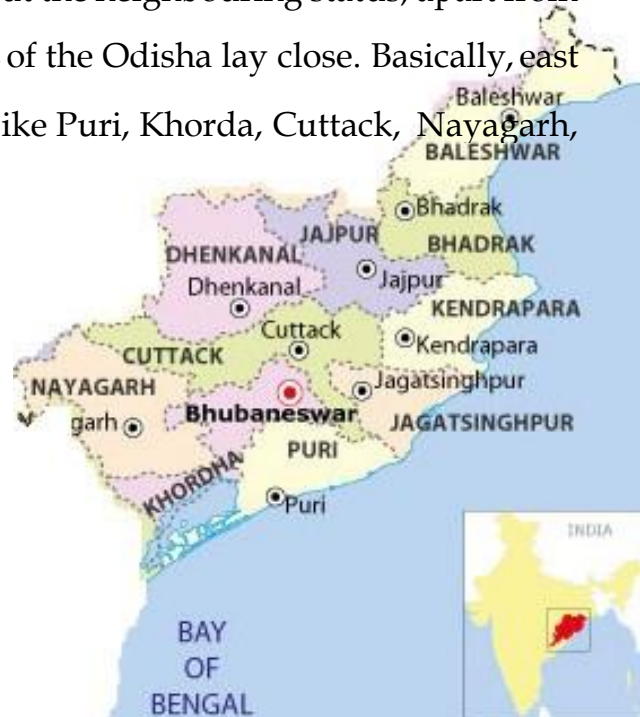 of the Odisha lay close. Basically, east
ike Puri, Khorda, Cuttack, Nayagarh,
Baleshwar
BALESHWAR
Bhadrak
JAJPUR
BHADRAK
DHENKANAL
Jajpur
Dhenkanal
KENDRAPARA
Cuttack
Kendrapara
CUTTACK
Jagatsinghpur
NAYAGARH
Bhubaneswar
JAGATSINGHPUR
garh
PURI
KHORDHA
Puri
INDIA
BAY
OF
BENGAL